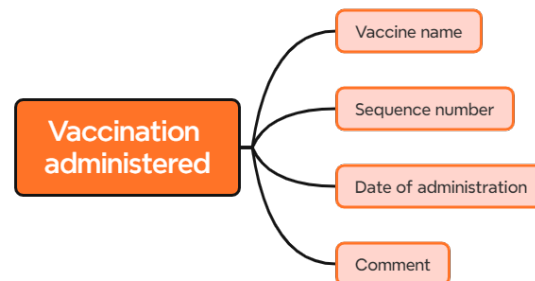 Vaccination
administered
Vaccine name
Sequence number
Date of administration
Comment